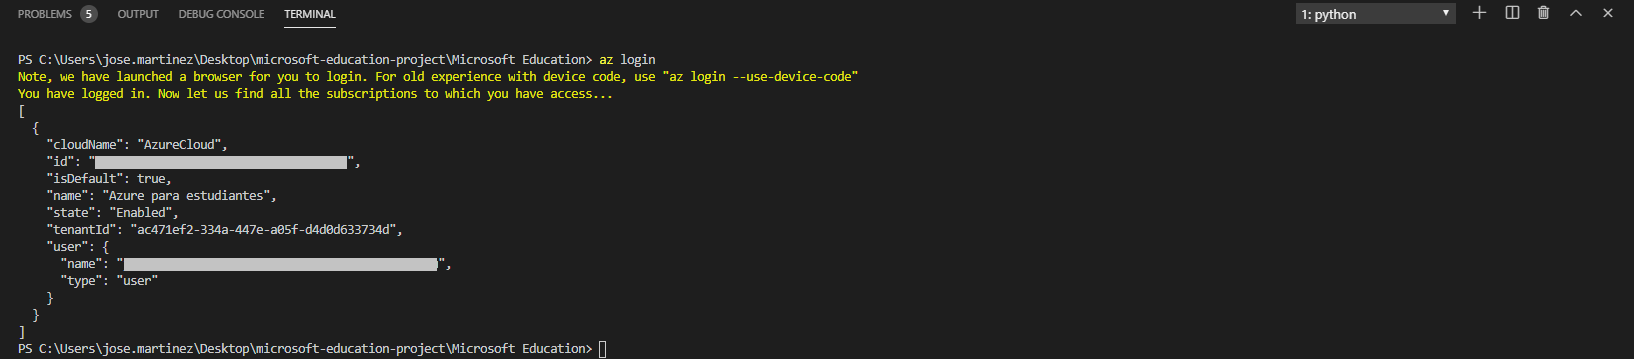 PROBLEMS 5 OUTPUT DEBUG CONSOLE TERMINAL 1: python
PS C:\Users\jose.martinez\Desktop\microsoft-education-project\Microsoft Education> az login
Note, we have launched a browser for you to login. For old experience with device code, use "az login --use-device-code"
You have logged in. Now let us find all the subscriptions to which you have access...
[
  {
    "cloudName": "AzureCloud",
    "id": "",
    "isDefault": true,
    "name": "Azure para estudiantes",
    "state": "Enabled",
    "tenantId": "ac471ef2-334a-447e-a05f-d4d0d633734d",
    "user": {
      "name": "",
      "type": "user"
    }
  }
]
PS C:\Users\jose.martinez\Desktop\microsoft-education-project\Microsoft Education>